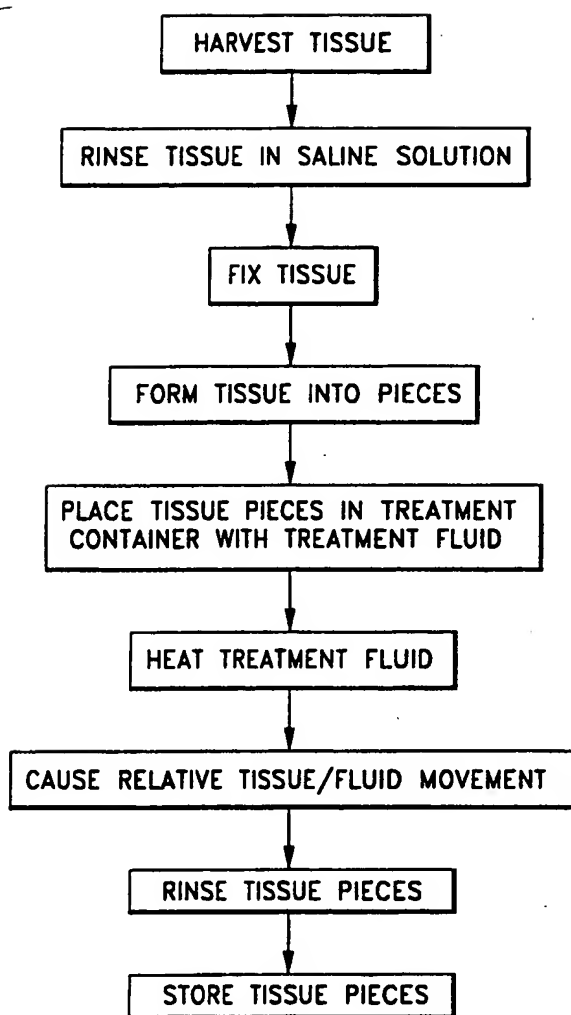 HARVEST TISSUE
RINSE TISSUE IN SALINE SOLUTION
FIX TISSUE
FORM TISSUE INTO PIECES
PLACE TISSUE PIECES IN TREATMENT
CONTAINER WITH TREATMENT FLUID
HEAT TREATMENT FLUID
CAUSE RELATIVE TISSUE/FLUID MOVEMENT
RINSE TISSUE PIECES
STORE TISSUE PIECES